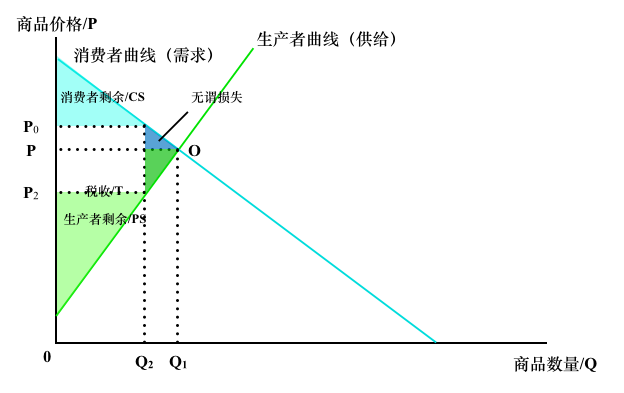 商品价格/P
生产者曲线（供给）
消费者曲线（需求）
消费者剩余/CS
无谓损失
P0
P
O
P2
税收/T
生产者剩余/PS
0
Q2
Q1
商品数量/Q